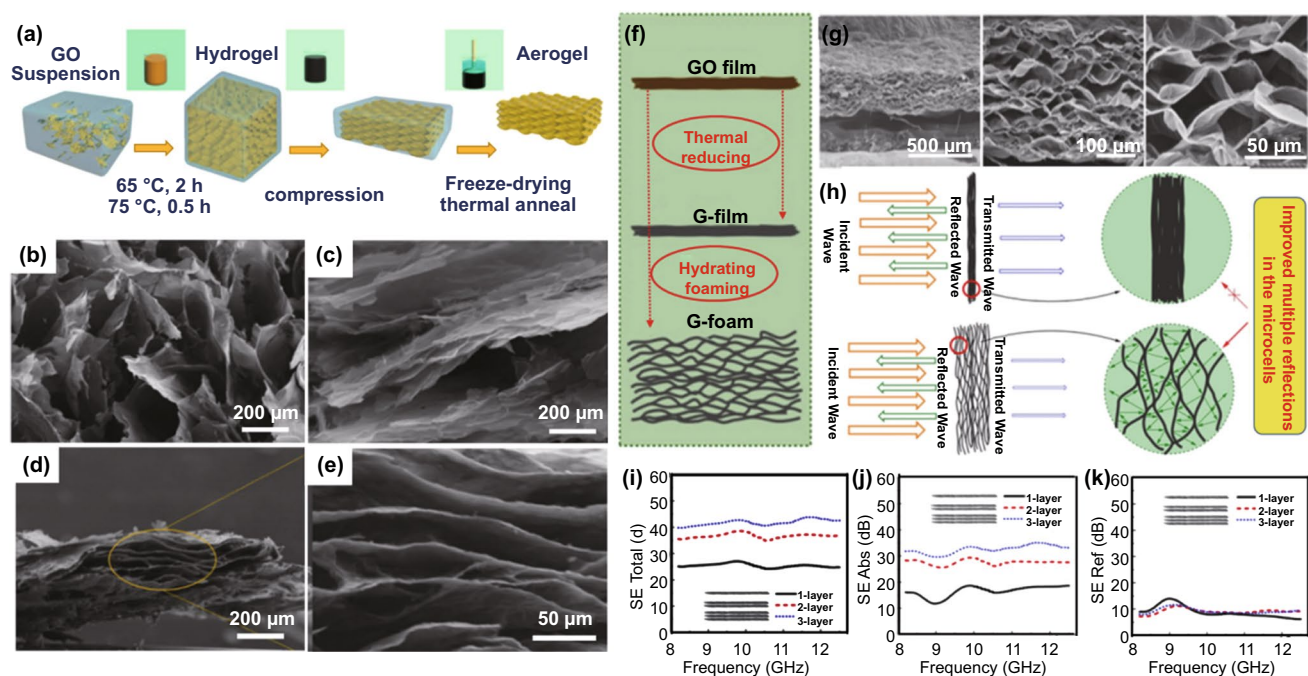 (a)
GO
Suspension
Hydrogel
Aerogel
65 °C, 2 h
75 °C, 0.5 h
compression
Freeze-drying
thermal anneal
(b)
200 µm
(c)
200 µm
(d)
200 µm
(e)
50 µm
(f)
GO film
Thermal
reducing
G-film
Hydrating
foaming
G-foam
(g)
500 µm
100 µm
50 µm
(h)
Incident
Wave
Reflected Wave
Transmitted Wave
Incident Wave
Reflected Wave
Transmitted Wave
Improved multiple reflections
in the microcells
(i)
SE Total (d)
60
50
40
30
20
10
0
1-layer
2-layer
3-layer
8 9 10 11 12
Frequency (GHz)
(j)
SE Abs (dB)
60
50
40
30
20
10
0
1-layer
2-layer
3-layer
8 9 10 11 12
Frequency (GHz)
(k)
SE Ref (dB)
60
50
40
30
20
10
0
1-layer
2-layer
3-layer
8 9 10 11 12
Frequency (GHz)